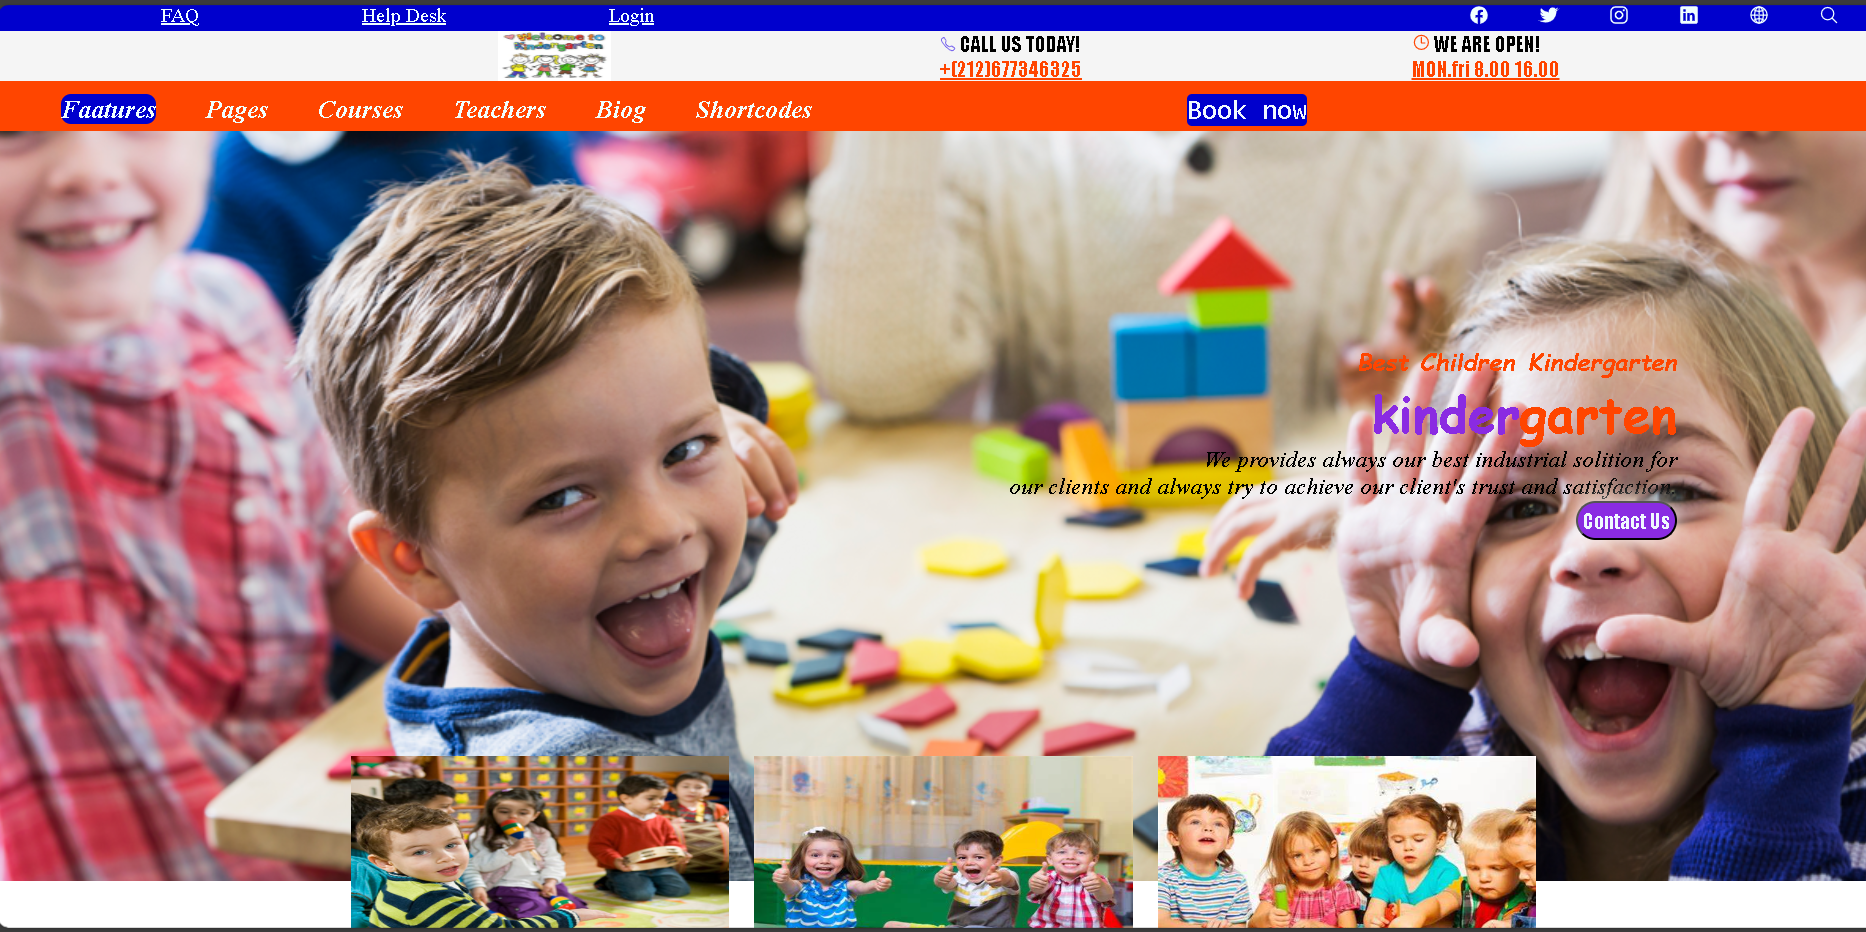 FAQ
Help Desk
Login
Welcome to
Kindergarten
CALL US TODAY!
+(212)677346325
WE ARE OPEN!
MON.fri 8.00 16.00
Faatures
Pages
Courses
Teachers
Biog
Shortcodes
Book now
Best Children Kindergarten
kindergarten
We provides always our best industrial solition for
our clients and always try to achieve our client's trust and satisfaction.
Contact Us